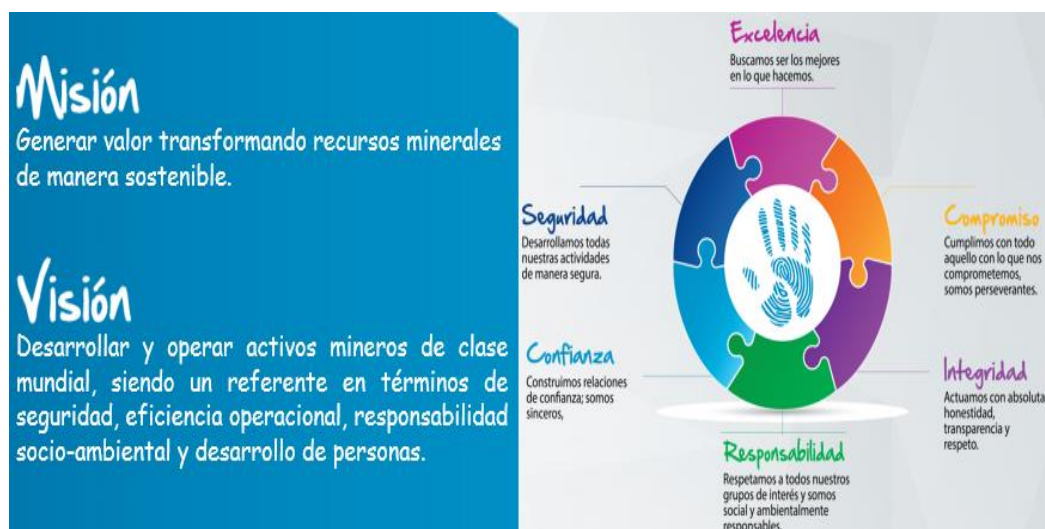 Misión
Generar valor transformando recursos minerales
de manera sostenible.
Visión
Desarrollar y operar activos mineros de clase
mundial, siendo un referente en términos de
seguridad, eficiencia operacional, responsabilidad
socio-ambiental y desarrollo de personas.
Excelencia
Buscamos ser los mejores
en lo que hacemos.
Seguridad
Desarrollamos todas
nuestras actividades
de manera segura.
Compromiso
Cumplimos con todo
aquello con lo que nos
comprometemos,
somos perseverantes.
Confianza
Construimos relaciones
de confianza; somos
sinceros,
Integridad
Actuamos con absoluta
honestidad,
transparencia y
respeto.
Responsabilidad
Respetamos a todos nuestros
grupos de interés y somos
social y ambientalmente
responsables.